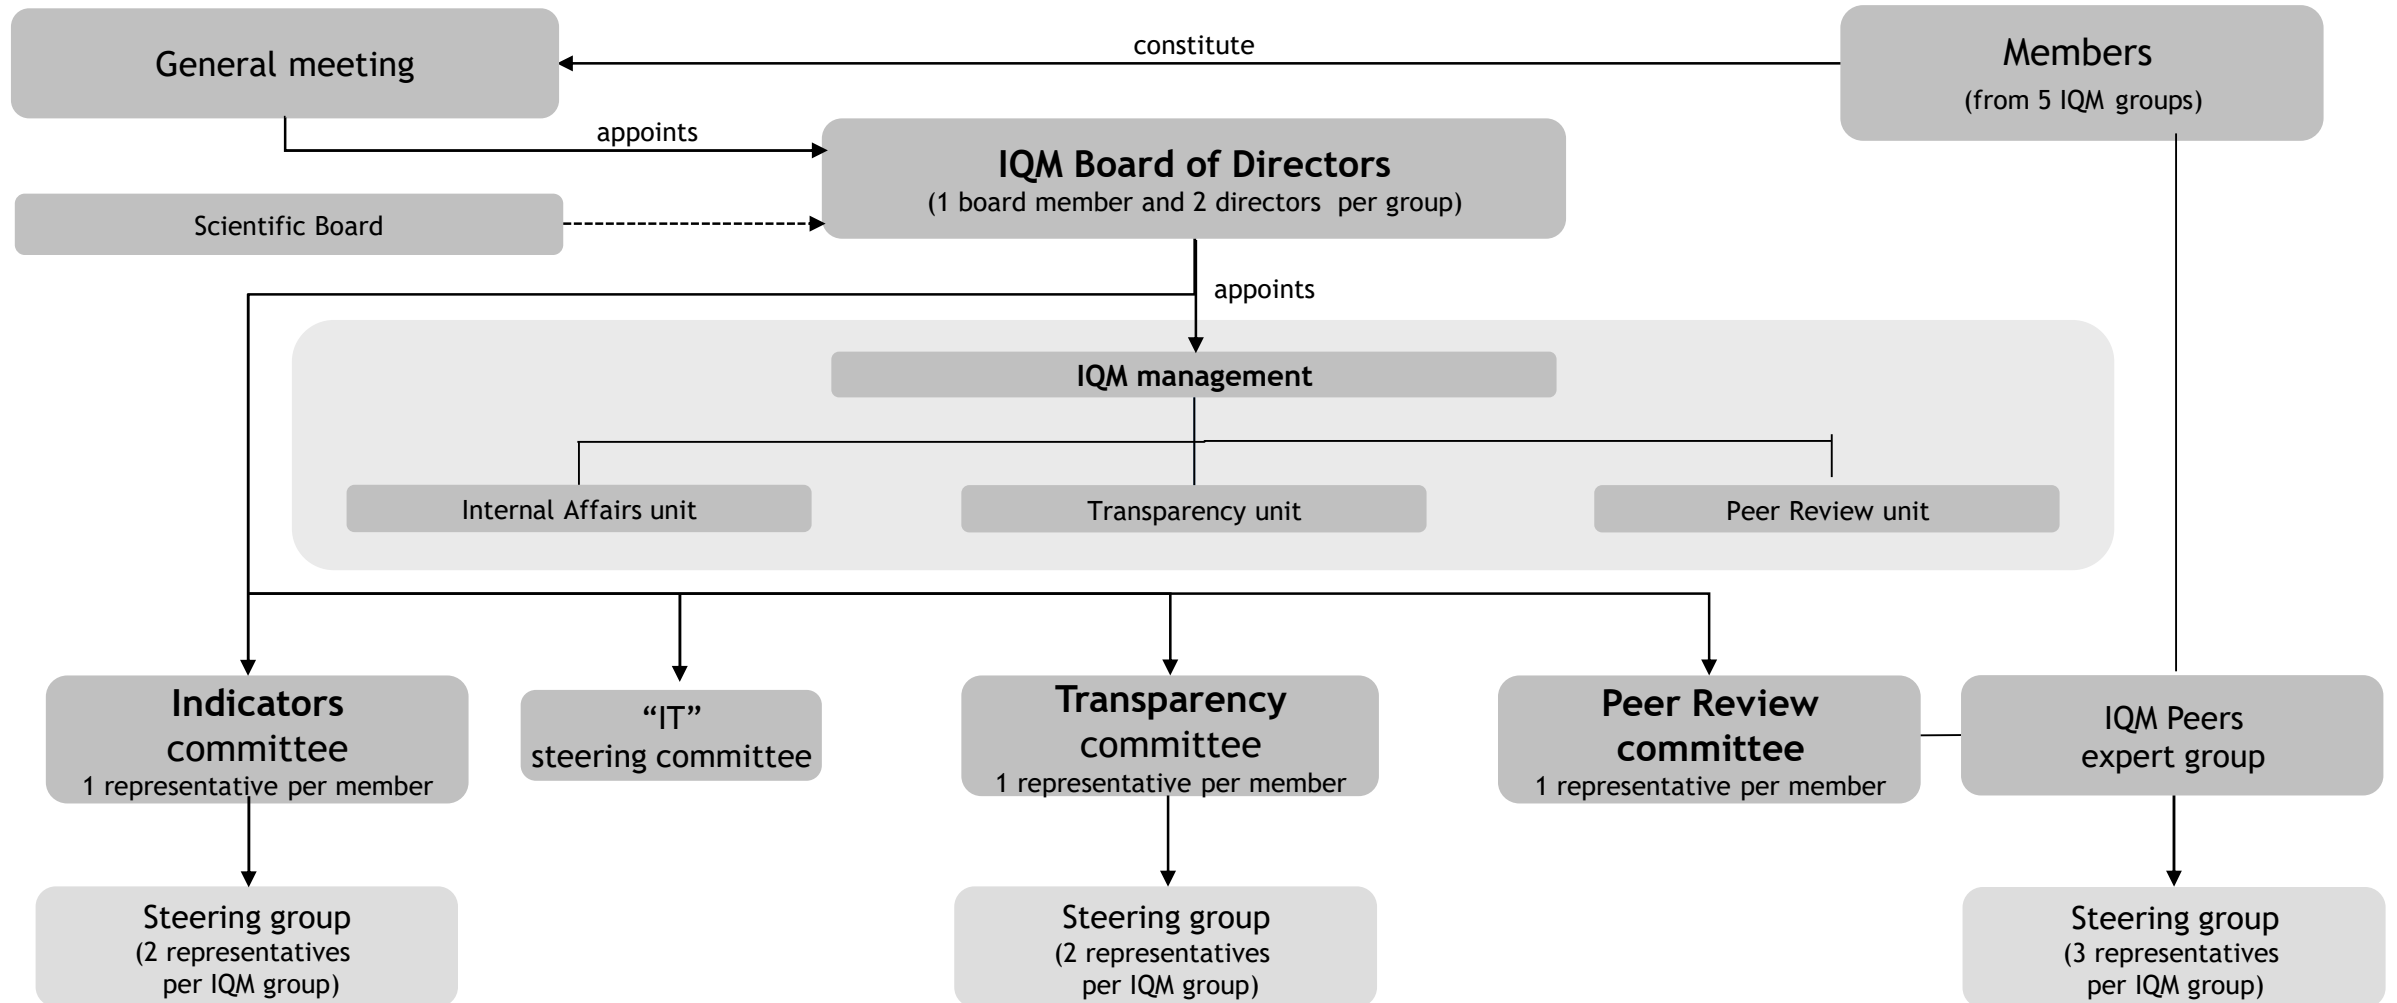 General meeting
constitute
Members
(from 5 IQM groups)
appoints
IQM Board of Directors
(1 board member and 2 directors per group)
Scientific Board
appoints
IQM management
Internal Affairs unit
Transparency unit
Peer Review unit
Indicators
committee
1 representative per member
“IT”
steering committee
Transparency
committee
1 representative per member
Peer Review
committee
1 representative per member
IQM Peers
expert group
Steering group
(2 representatives
per IQM group)
Steering group
(2 representatives
per IQM group)
Steering group
(3 representatives
per IQM group)